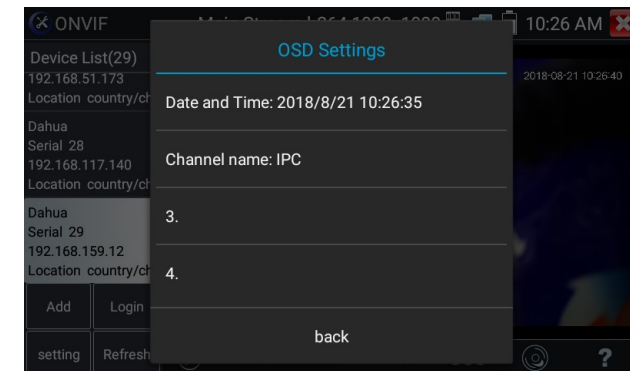 ONVIF
10:26 AM
Device List(29)
192.168.51.173
Location country/ch
Dahua
Serial 28
192.168.117.140
Location country/ch
Dahua
Serial 29
192.168.159.12
Location country/ch
Add
Login
setting
Refresh
OSD Settings
Date and Time: 2018/8/21 10:26:35
Channel name: IPC
3.
4.
back
2018-08-21 10:26:40
?